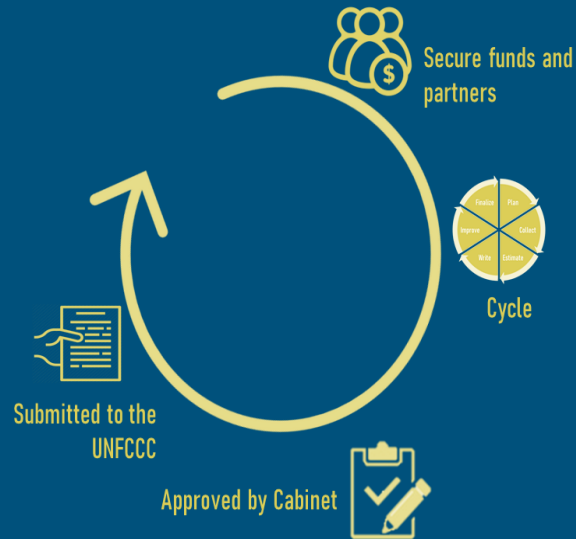 $
Secure funds and
partners
Finalize
Plan
Improve
Collect
Write
Estimate
Cycle
Submitted to the
UNFCCC
Approved by Cabinet